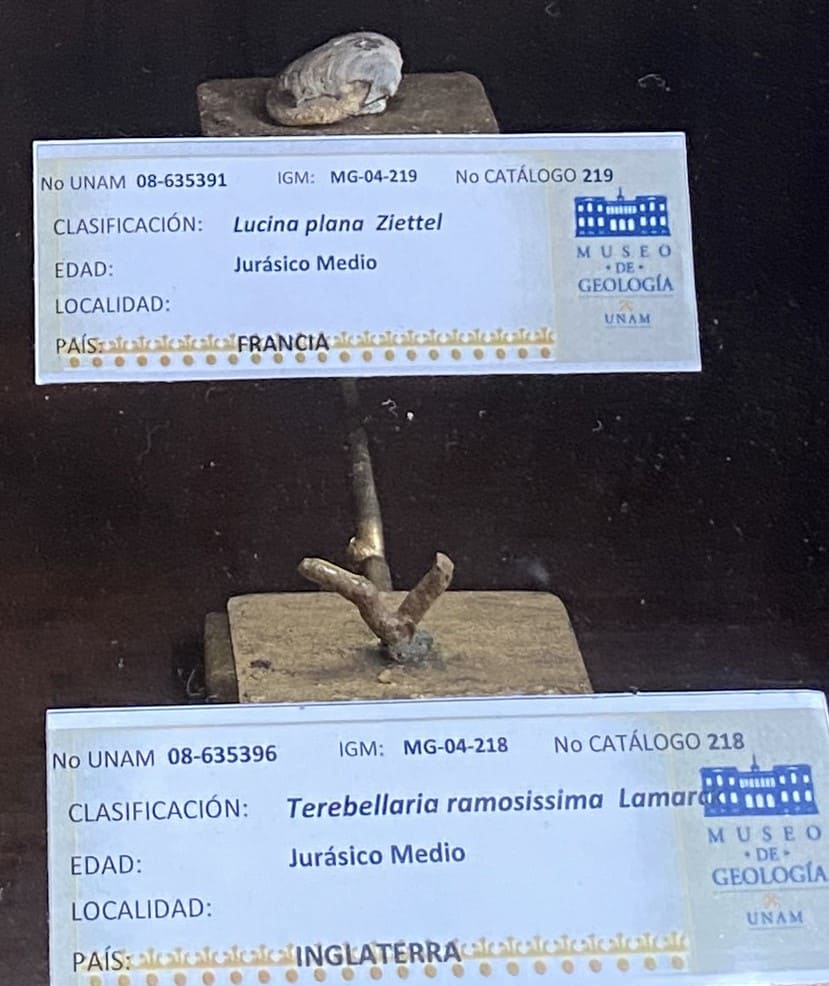 No UNAM 08-635391 IGM: MG-04-219 No CATÁLOGO 219
CLASIFICACIÓN: Lucina plana Ziettel
EDAD: Jurásico Medio
LOCALIDAD:
PAÍS: FRANCIA
MUSEO
• DE •
GEOLOGÍA
UNAM
No UNAM 08-635396 IGM: MG-04-218 No CATÁLOGO 218
CLASIFICACIÓN: Terebellaria ramosissima Lamarck
EDAD: Jurásico Medio
LOCALIDAD:
PAÍS: INGLATERRA
MUSEO
• DE •
GEOLOGÍA
UNAM